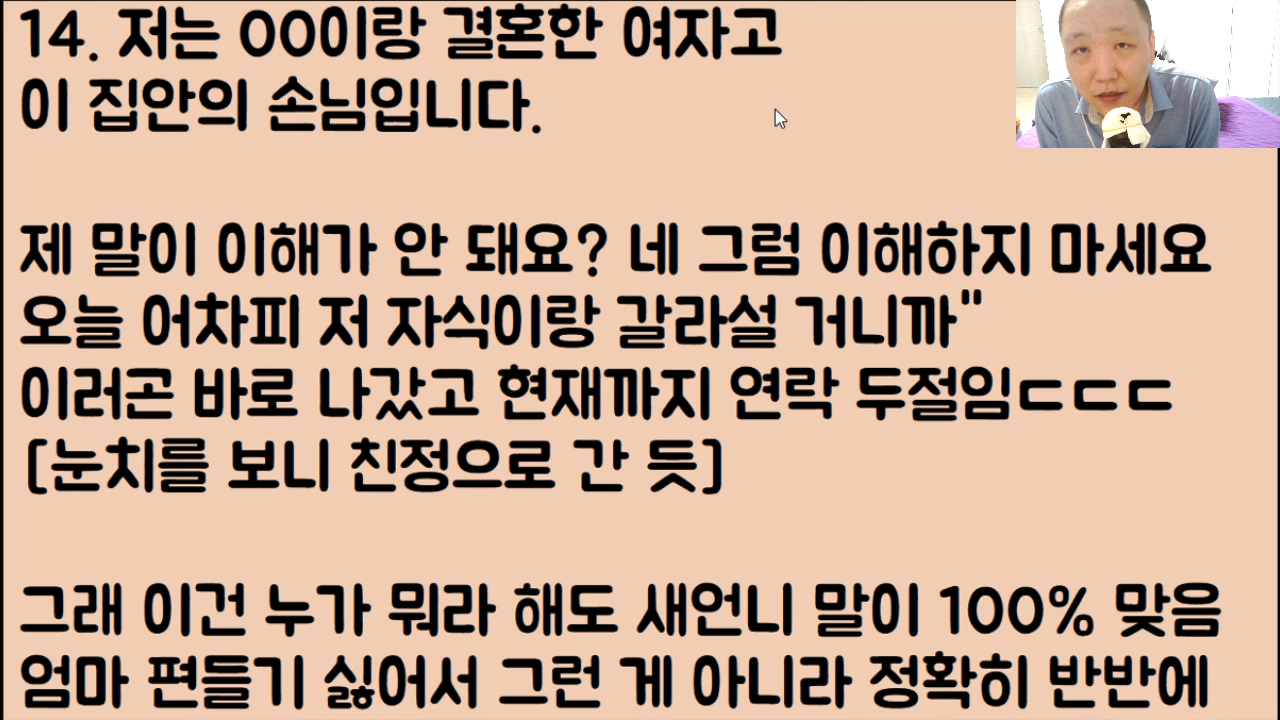 14. 저는 OO이랑 결혼한 여자고
이 집안의 손님입니다.
제 말이 이해가 안 돼요? 네 그럼 이해하지 마세요
오늘 어차피 저 자식이랑 갈라설 거니까"
이러곤 바로 나갔고 현재까지 연락 두절임ㄷㄷㄷ
[눈치를 보니 친정으로 간 듯]
그래 이건 누가 뭐라 해도 새언니 말이 100% 맞음
엄마 편들기 싫어서 그런 게 아니라 정확히 반반에